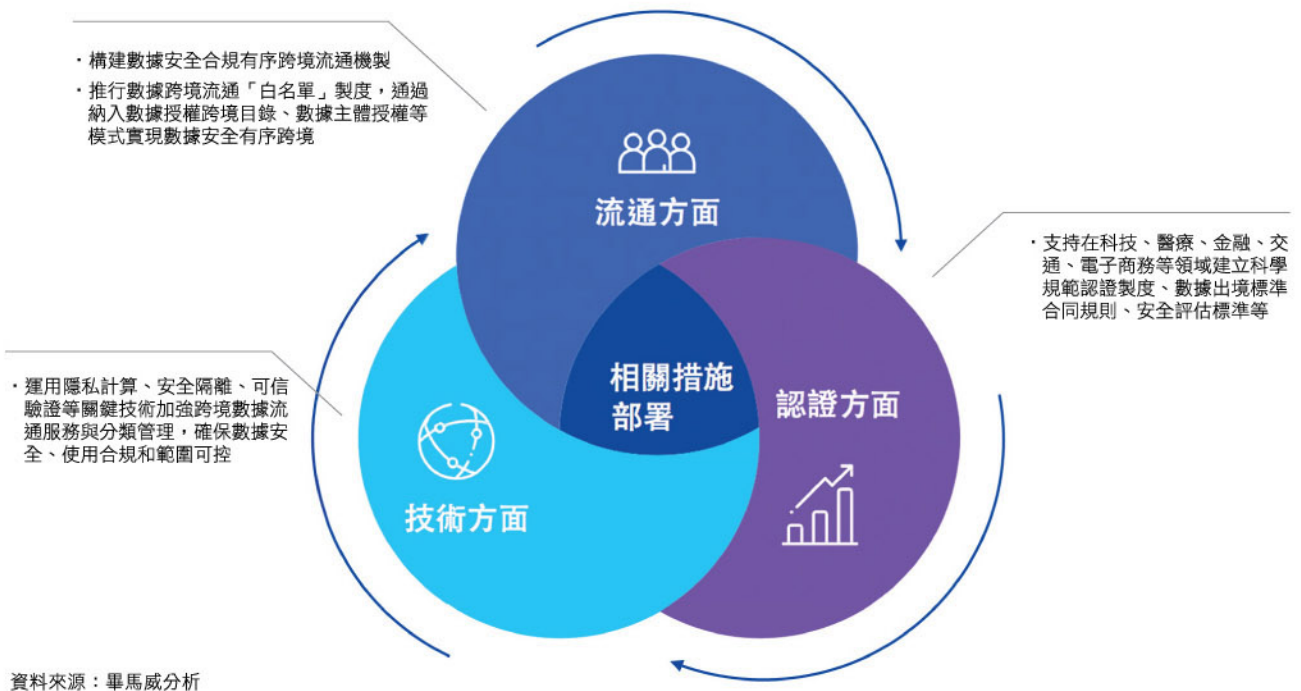 ・構建數據安全合規有序跨境流通機製
・推行數據跨境流通「白名單」製度，通過
納入數據授權跨境目錄、數據主體授權等
模式實現數據安全有序跨境
流通方面
・支持在科技、醫療、金融、交
通、電子商務等領域建立科學
規範認證製度、數據出境標準
合同規則、安全評估標準等
・運用隱私計算、安全隔離、可信
驗證等關鍵技術加強跨境數據流
通服務與分類管理，確保數據安
全、使用合規和範圍可控
相關措施
部署
認證方面
技術方面
資料來源：畢馬威分析